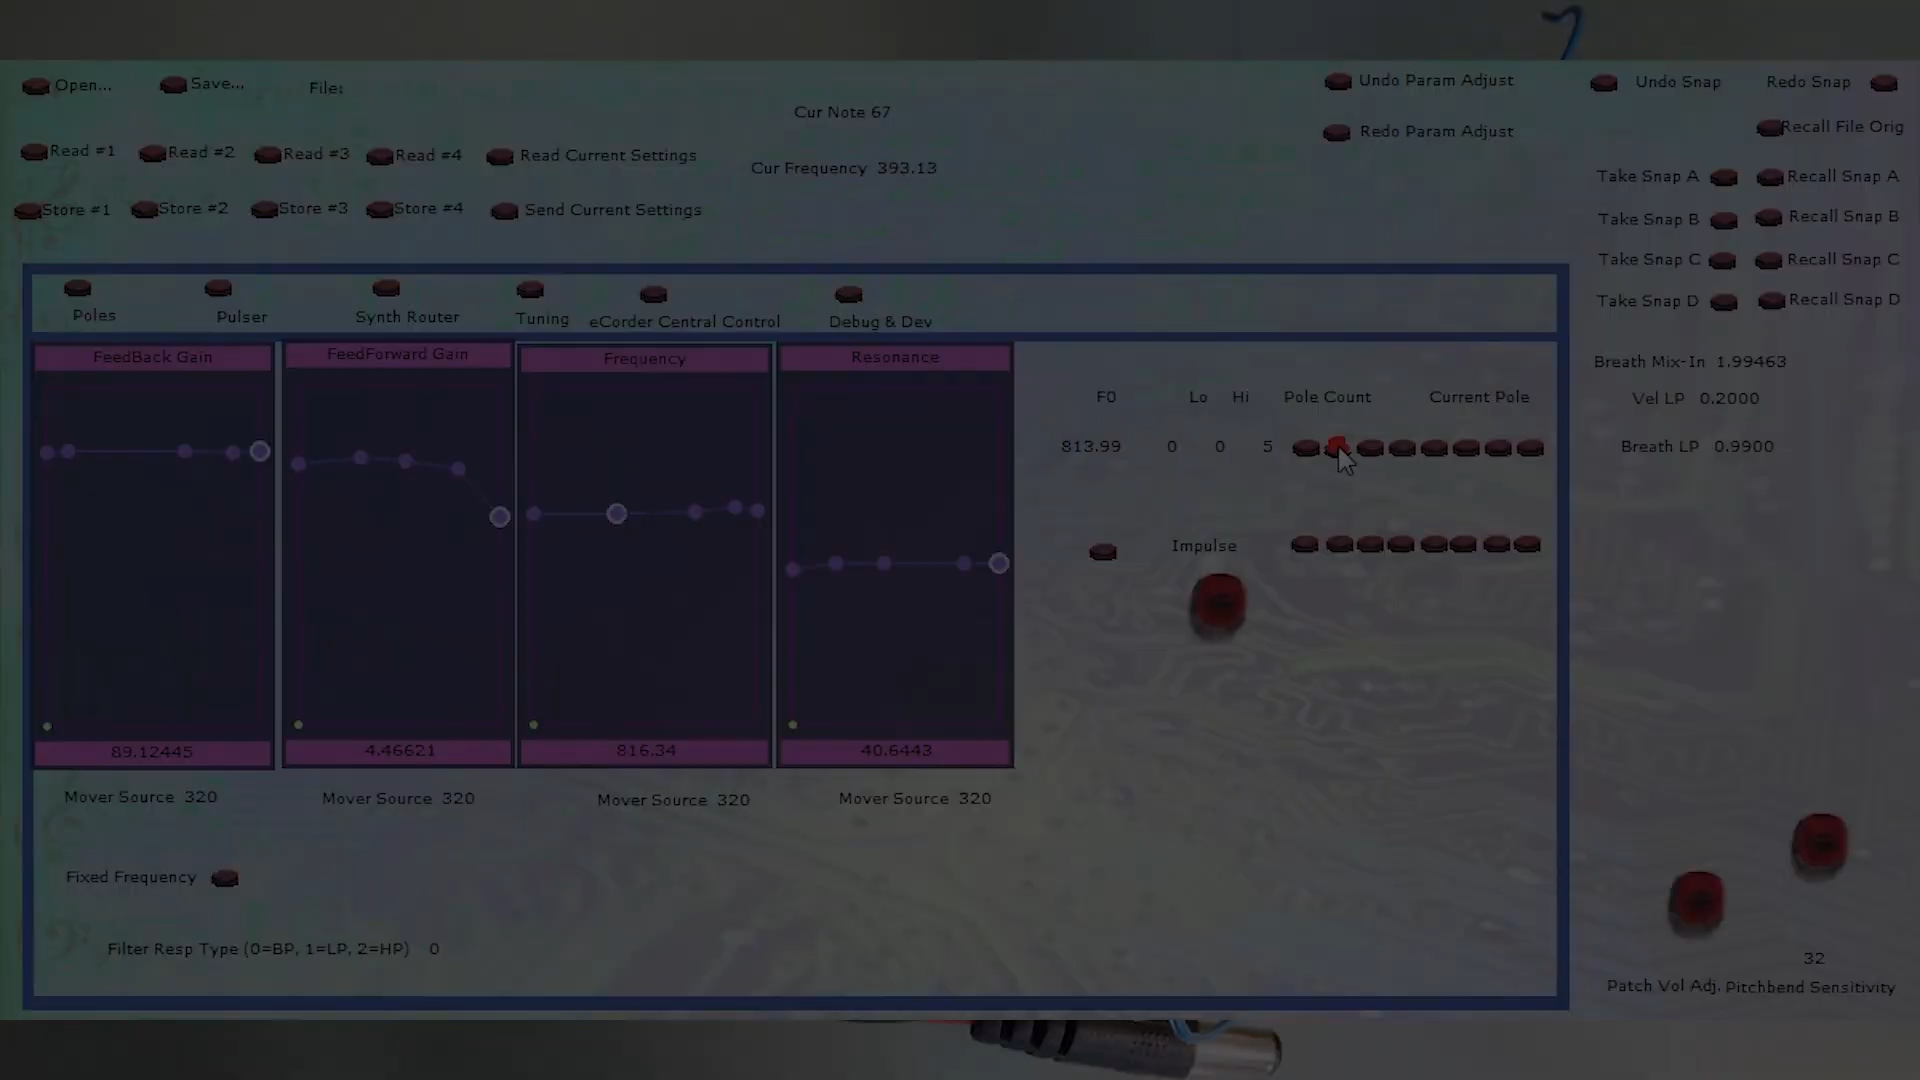 Open...
Save...
File:
Cur Note 67
Undo Param Adjust
Undo Snap
Redo Snap
Redo Param Adjust
Recall File Orig
Read #1
Read #2
Read #3
Read #4
Read Current Settings
Cur Frequency 393.13
Take Snap A
Recall Snap A
Store #1
Store #2
Store #3
Store #4
Send Current Settings
Take Snap B
Recall Snap B
Take Snap C
Recall Snap C
Take Snap D
Recall Snap D
Poles
Pulser
Synth Router
Tuning
eCorder Central Control
Debug & Dev
FeedBack Gain
FeedForward Gain
Frequency
Resonance
Breath Mix-In 1.99463
F0
Lo
Hi
Pole Count
Current Pole
Vel LP 0.2000
813.99
0
0
5
Breath LP 0.9900
Impulse
89.12445
4.46621
816.34
40.6443
Mover Source 320
Mover Source 320
Mover Source 320
Mover Source 320
Fixed Frequency
Filter Resp Type (0=BP, 1=LP, 2=HP) 0
32
Patch Vol Adj.
Pitchbend Sensitivity